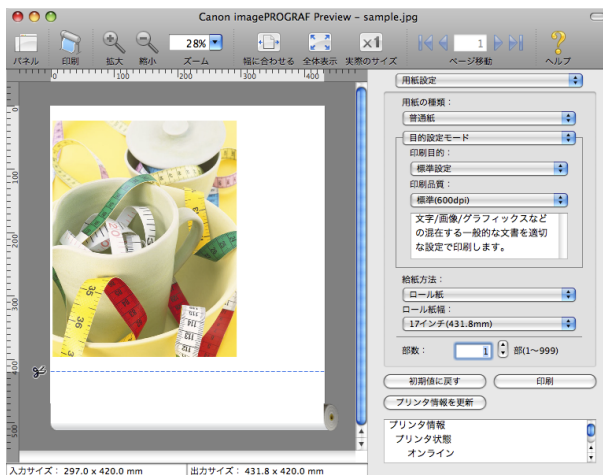 Canon imagePROGRAF Preview – sample.jpg
28%
1
パネル 印刷 拡大 縮小 ズーム 幅に合わせる 全体表示 実際のサイズ ページ移動 ヘルプ
0 100 200 300 400
0
100
200
300
400
500
用紙設定
用紙の種類：
普通紙
目的設定モード
印刷目的：
標準設定
印刷品質：
標準(600dpi)
文字/画像/グラフィックスなど
の混在する一般的な文書を適切
な設定で印刷します。
給紙方法：
ロール紙
ロール紙幅：
17インチ(431.8mm)
部数： 1 部(1〜999)
初期値に戻す 印刷
プリンタ情報を更新
プリンタ情報
プリンタ状態
オンライン
入力サイズ： 297.0 x 420.0 mm 出力サイズ： 431.8 x 420.0 mm